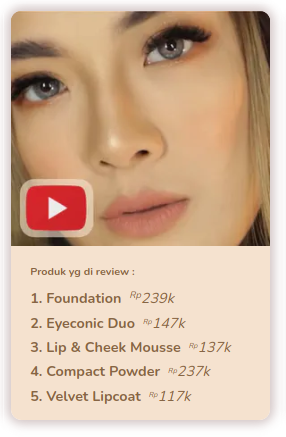 Produk yg di review :
1. Foundation Rp239k
2. Eyeconic Duo Rp147k
3. Lip & Cheek Mousse Rp137k
4. Compact Powder Rp237k
5. Velvet Lipcoat Rp117k